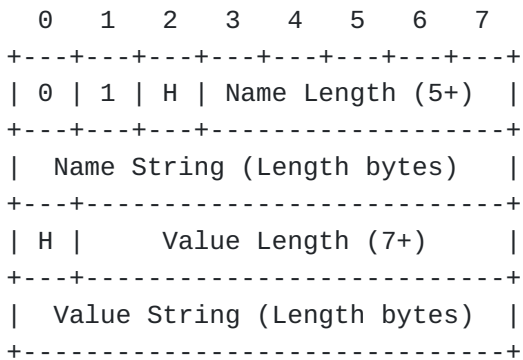 0   1   2   3   4   5   6   7
+---+---+---+---+---+---+---+---+
| 0 | 1 | H | Name Length (5+)  |
+---+---+---+-------------------+
|  Name String (Length bytes)   |
+---+---------------------------+
| H |     Value Length (7+)     |
+---+---------------------------+
|  Value String (Length bytes)  |
+-------------------------------+